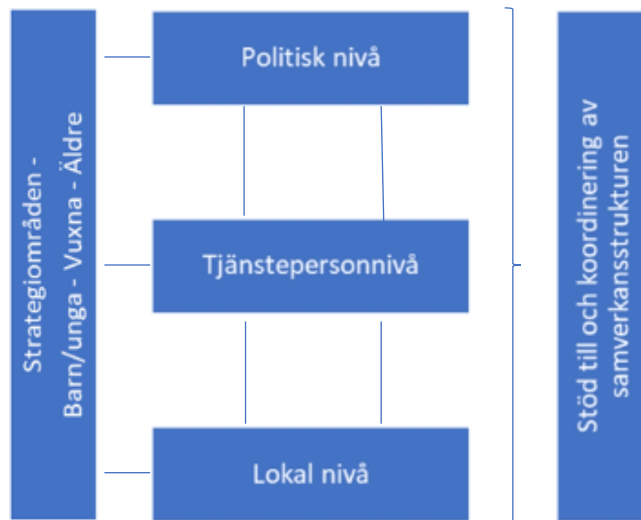 Strategiområden -
Barn/unga - Vuxna - Äldre
Politisk nivå
Tjänstepersonnivå
Lokal nivå
Stöd till och koordinering av
samverkansstrukturen